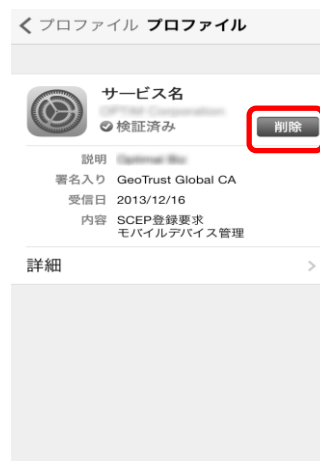 プロファイル プロファイル
サービス名
検証済み
削除
説明
署名入り GeoTrust Global CA
受信日 2013/12/16
内容 SCEP登録要求
モバイルデバイス管理
詳細